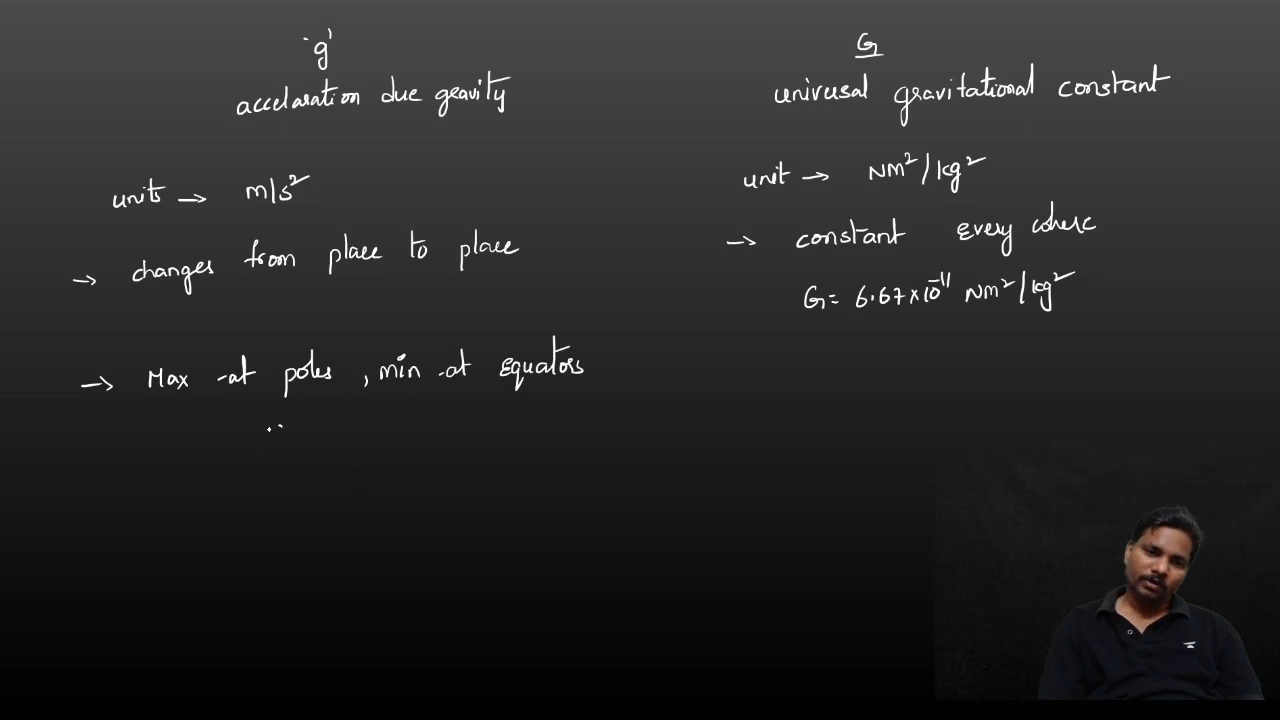 'g'
accelaration due gravity
units → m/s²
→ changes from place to place
→ Max -at poles , min -at equators
G
universal gravitational constant
unit → Nm²/kg²
→ constant every where
G = 6.67×10⁻¹¹ Nm²/kg²